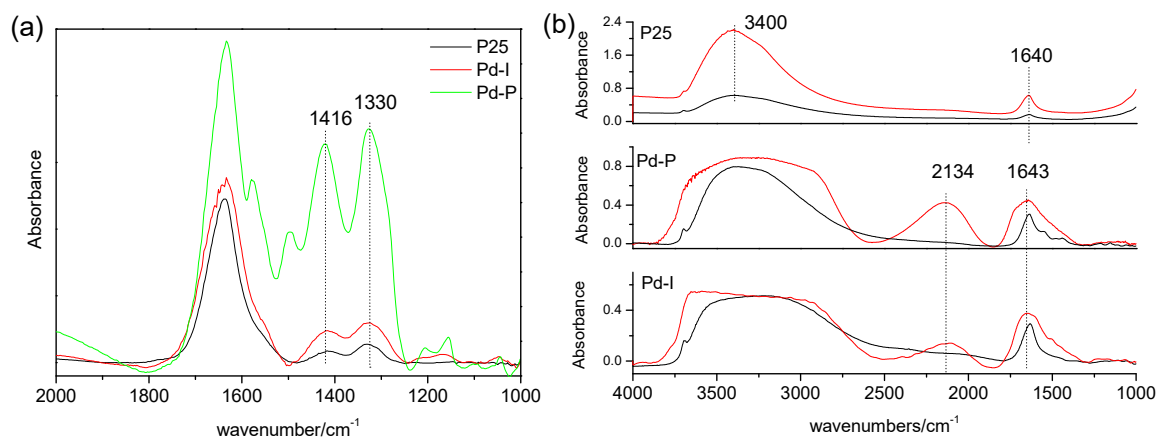 (a)
P25
Pd-I
Pd-P
1416
1330
Absorbance
2000
1800
1600
1400
1200
1000
wavenumber/cm-1
(b)
P25
3400
1640
2.4
1.8
1.2
0.6
0.0
Absorbance
Pd-P
2134
1643
0.8
0.4
0.0
Absorbance
Pd-I
0.4
0.0
Absorbance
4000
3500
3000
2500
2000
1500
1000
wavenumbers/cm-1